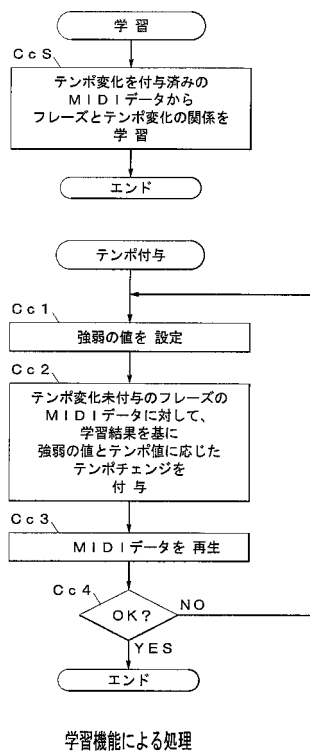 学習
CcS
テンポ変化を付与済みの
MIDIデータから
フレーズとテンポ変化の関係を
学習
エンド
テンポ付与
Cc1
強弱の値を 設定
Cc2
テンポ変化未付与のフレーズの
MIDIデータに対して、
学習結果を基に
強弱の値とテンポ値に応じた
テンポチェンジを
付与
Cc3
MIDIデータを 再生
Cc4
OK?
NO
YES
エンド
学習機能による処理